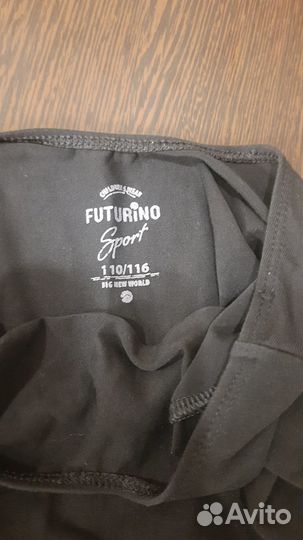 CHILDREN'S WEAR
FUTURiNO
Sport
110/116
BIG NEW WORLD
Avito